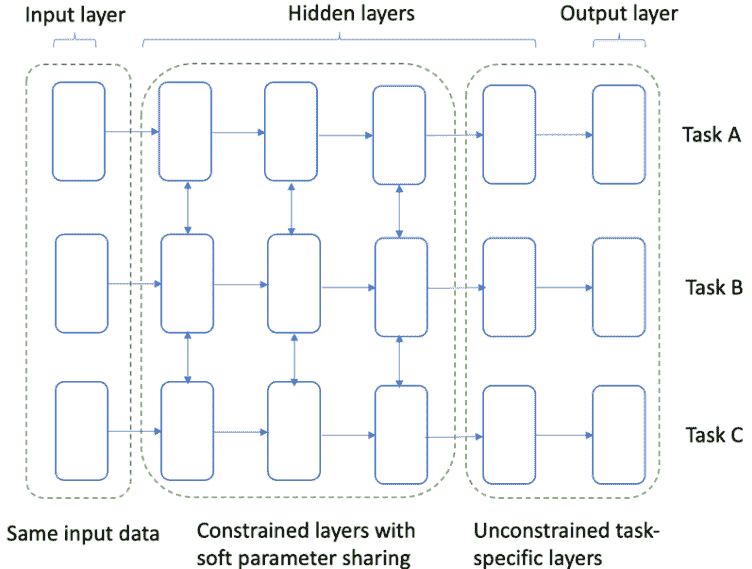 Input layer
Hidden layers
Output layer
Task A
Task B
Task C
Same input data
Constrained layers with
soft parameter sharing
Unconstrained task-
specific layers